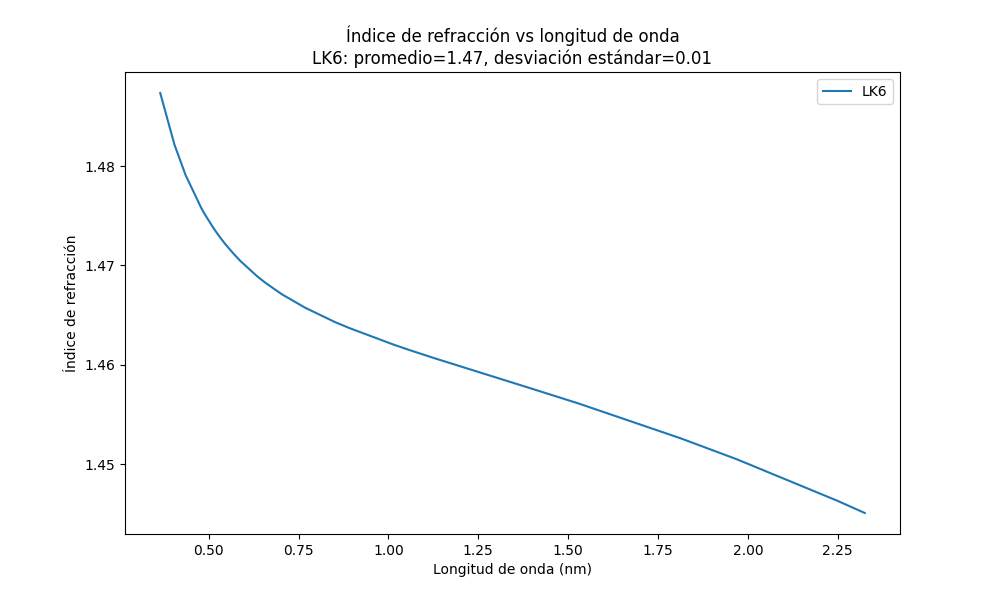 Índice de refracción vs longitud de onda
LK6: promedio=1.47, desviación estándar=0.01
LK6
1.48
1.47
1.46
1.45
Índice de refracción
0.50 0.75 1.00 1.25 1.50 1.75 2.00 2.25
Longitud de onda (nm)